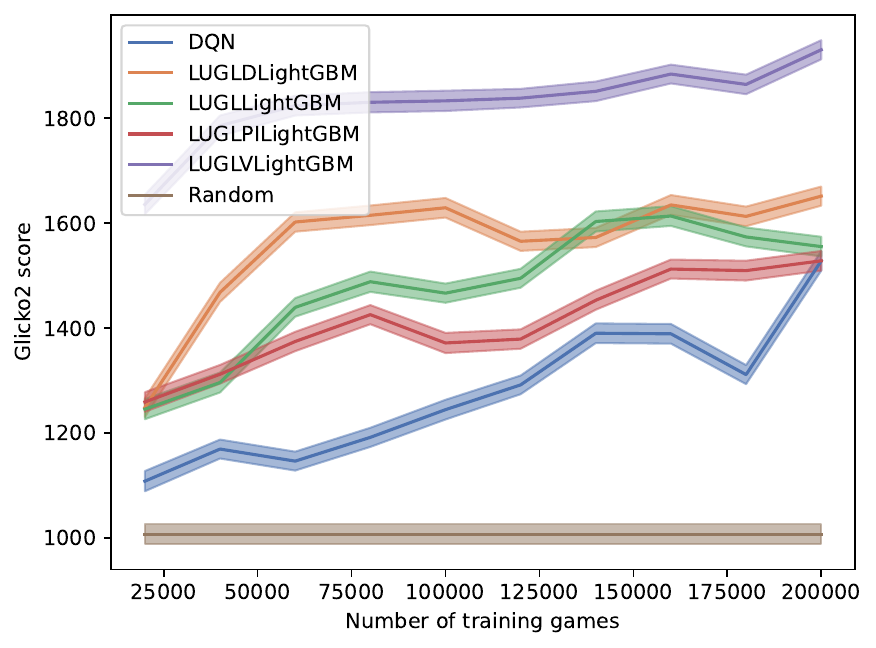 DQN
LUGLDLightGBM
LUGLLightGBM
LUGLPILightGBM
LUGLVLightGBM
Random
1800
1600
1400
1200
1000
Glicko2 score
25000 50000 75000 100000 125000 150000 175000 200000
Number of training games